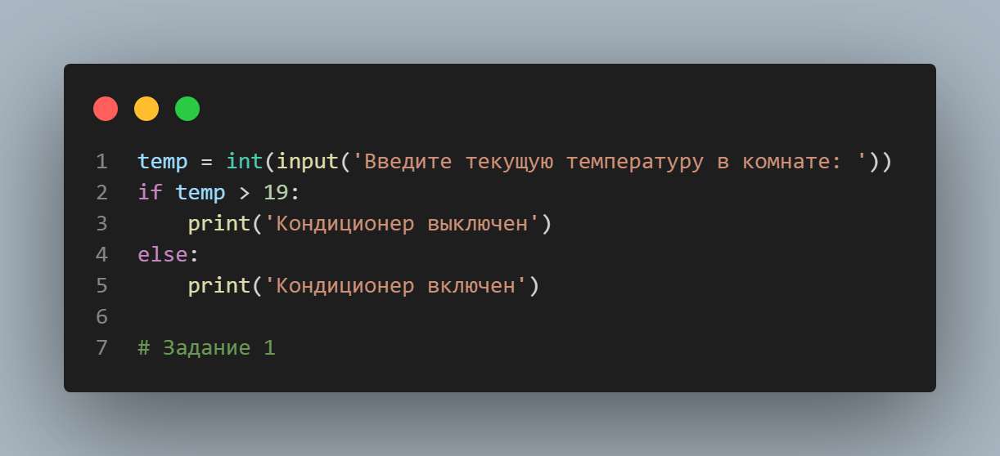 1 temp = int(input('Введите текущую температуру в комнате: '))
2 if temp > 19:
3     print('Кондиционер выключен')
4 else:
5     print('Кондиционер включен')
6
7 # Задание 1